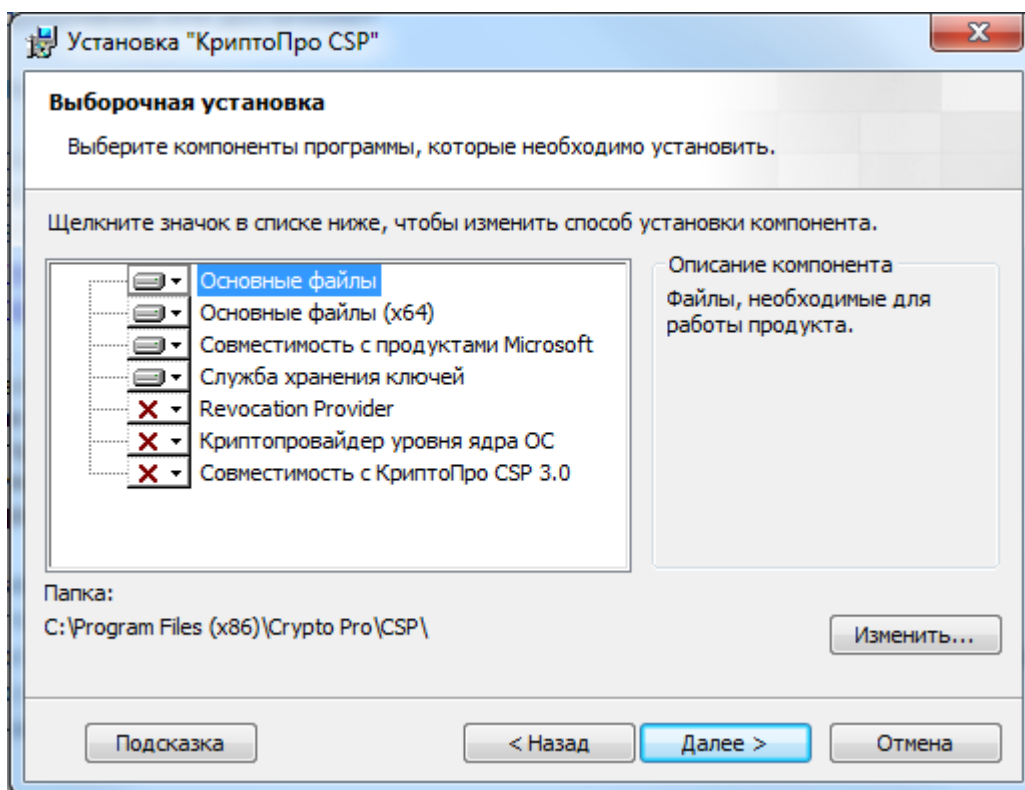 Установка "КриптоПро CSP"
Выборочная установка
Выберите компоненты программы, которые необходимо установить.
Щелкните значок в списке ниже, чтобы изменить способ установки компонента.
Основные файлы
Основные файлы (x64)
Совместимость с продуктами Microsoft
Служба хранения ключей
Revocation Provider
Криптопровайдер уровня ядра ОС
Совместимость с КриптоПро CSP 3.0
Описание компонента
Файлы, необходимые для
работы продукта.
Папка:
C:\Program Files (x86)\Crypto Pro\CSP\
Изменить...
Подсказка
< Назад
Далее >
Отмена